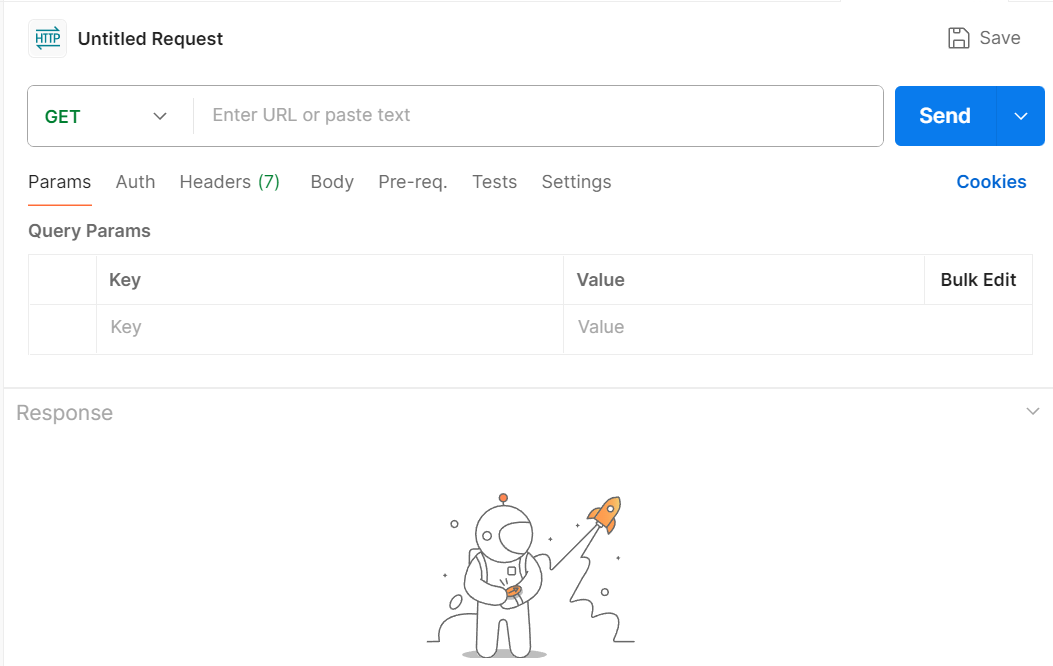 HTTP Untitled Request Save
GET Enter URL or paste text Send
Params Auth Headers (7) Body Pre-req. Tests Settings Cookies
Query Params
Key Value Bulk Edit
Key Value
Response